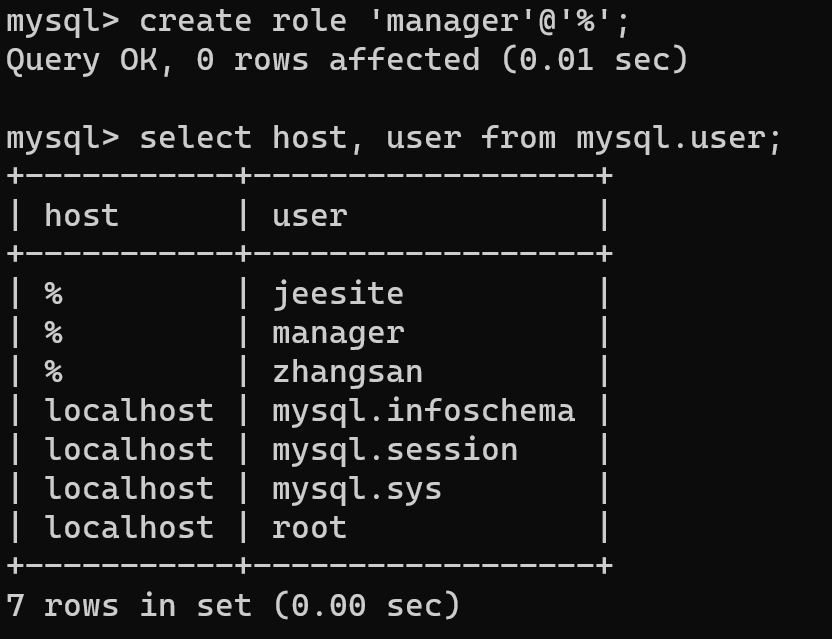 mysql> create role 'manager'@'%';
Query OK, 0 rows affected (0.01 sec)
mysql> select host, user from mysql.user;
+-----------+------------------+
| host      | user             |
+-----------+------------------+
| %         | jeesite          |
| %         | manager          |
| %         | zhangsan         |
| localhost | mysql.infoschema |
| localhost | mysql.session    |
| localhost | mysql.sys        |
| localhost | root             |
+-----------+------------------+
7 rows in set (0.00 sec)